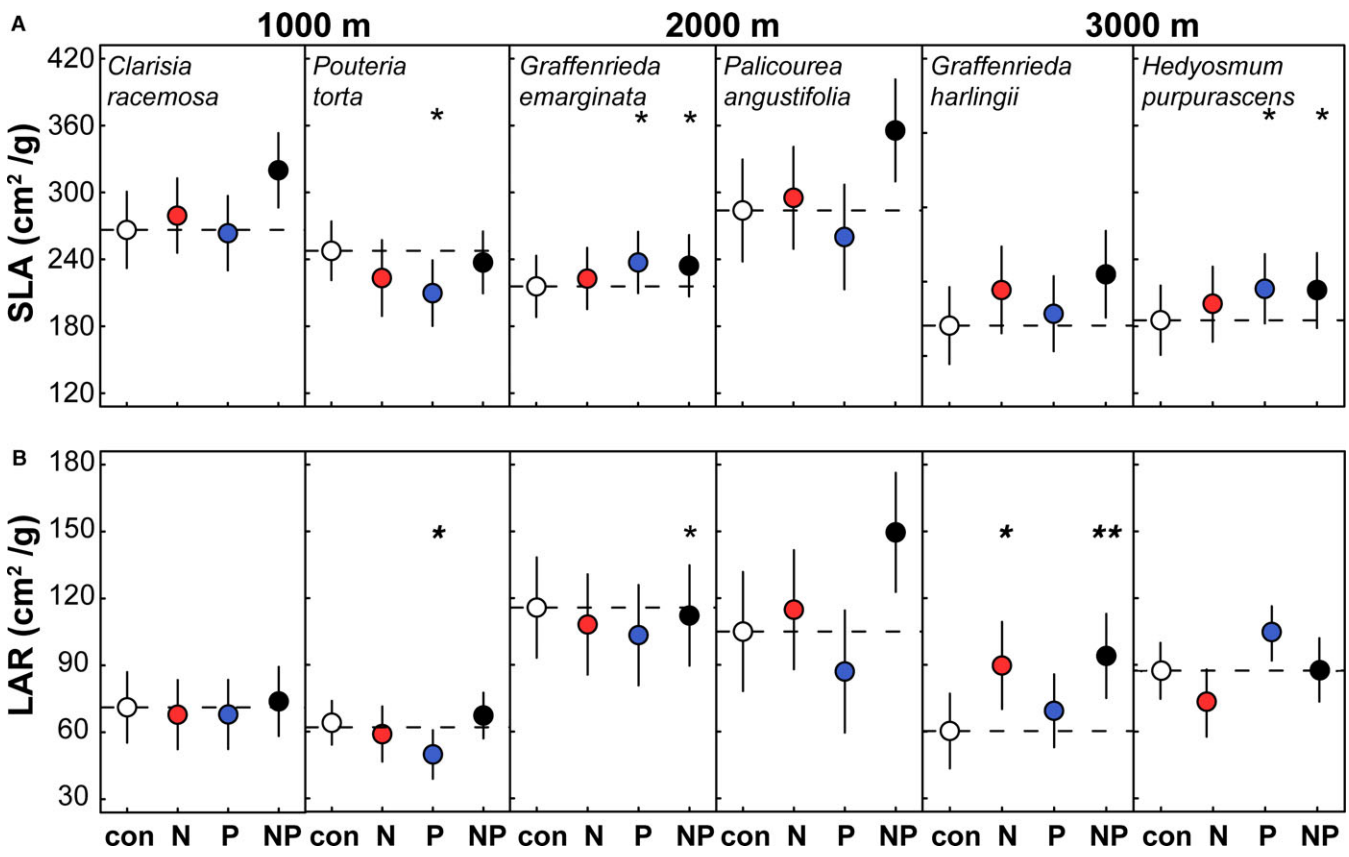 A 1000 m 2000 m 3000 m
SLA (cm² /g)
420
360
300
240
180
120
Clarisia
racemosa
Pouteria
torta
*
Graffenrieda
emarginata
* *
Palicourea
angustifolia
Graffenrieda
harlingii
Hedyosmum
purpurascens
* *
B
LAR (cm² /g)
180
150
120
90
60
30
*
*
* **
con N P NP con N P NP con N P NP con N P NP con N P NP con N P NP